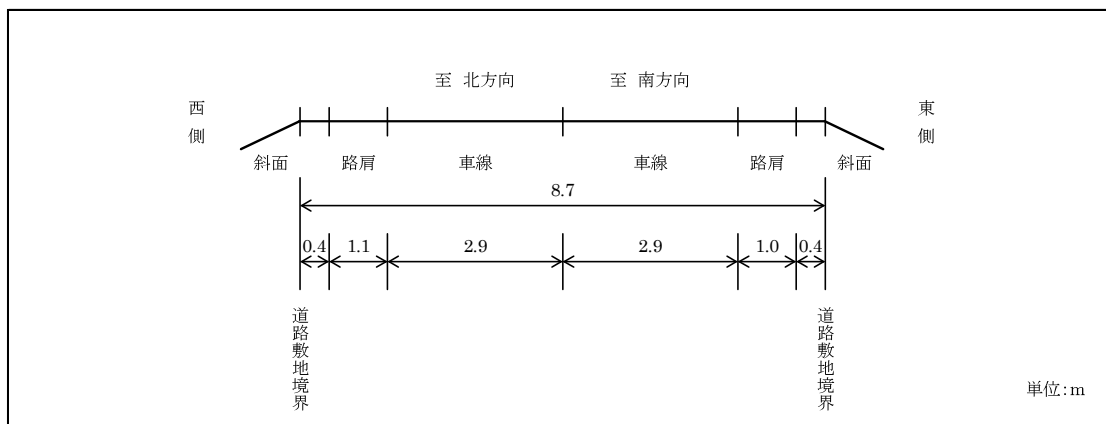 至 北方向 至 南方向
西側
東側
斜面 路肩 車線 車線 路肩 斜面
8.7
0.4 1.1 2.9 2.9 1.0 0.4
道路敷地境界
道路敷地境界
単位:m